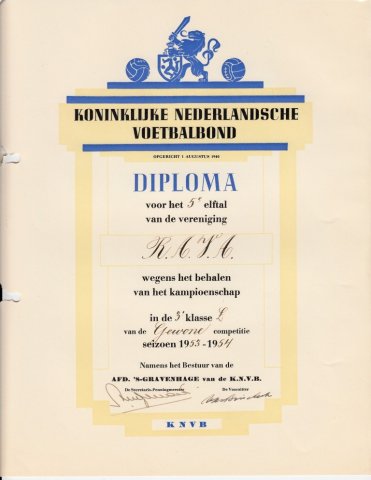 KONINKLIJKE NEDERLANDSCHE
VOETBALBOND
OPGERICHT 1 AUGUSTUS 1940
DIPLOMA
voor het 5e elftal
van de vereniging
R.A.V.A.
wegens het behalen
van het kampioenschap
in de 3e klasse L
van de Gewone competitie
seizoen 1953-1954
Namens het Bestuur van de
AFD. 'S-GRAVENHAGE van de K.N.V.B.
De Secretaris-Penningmeester De Voorzitter
KNVB